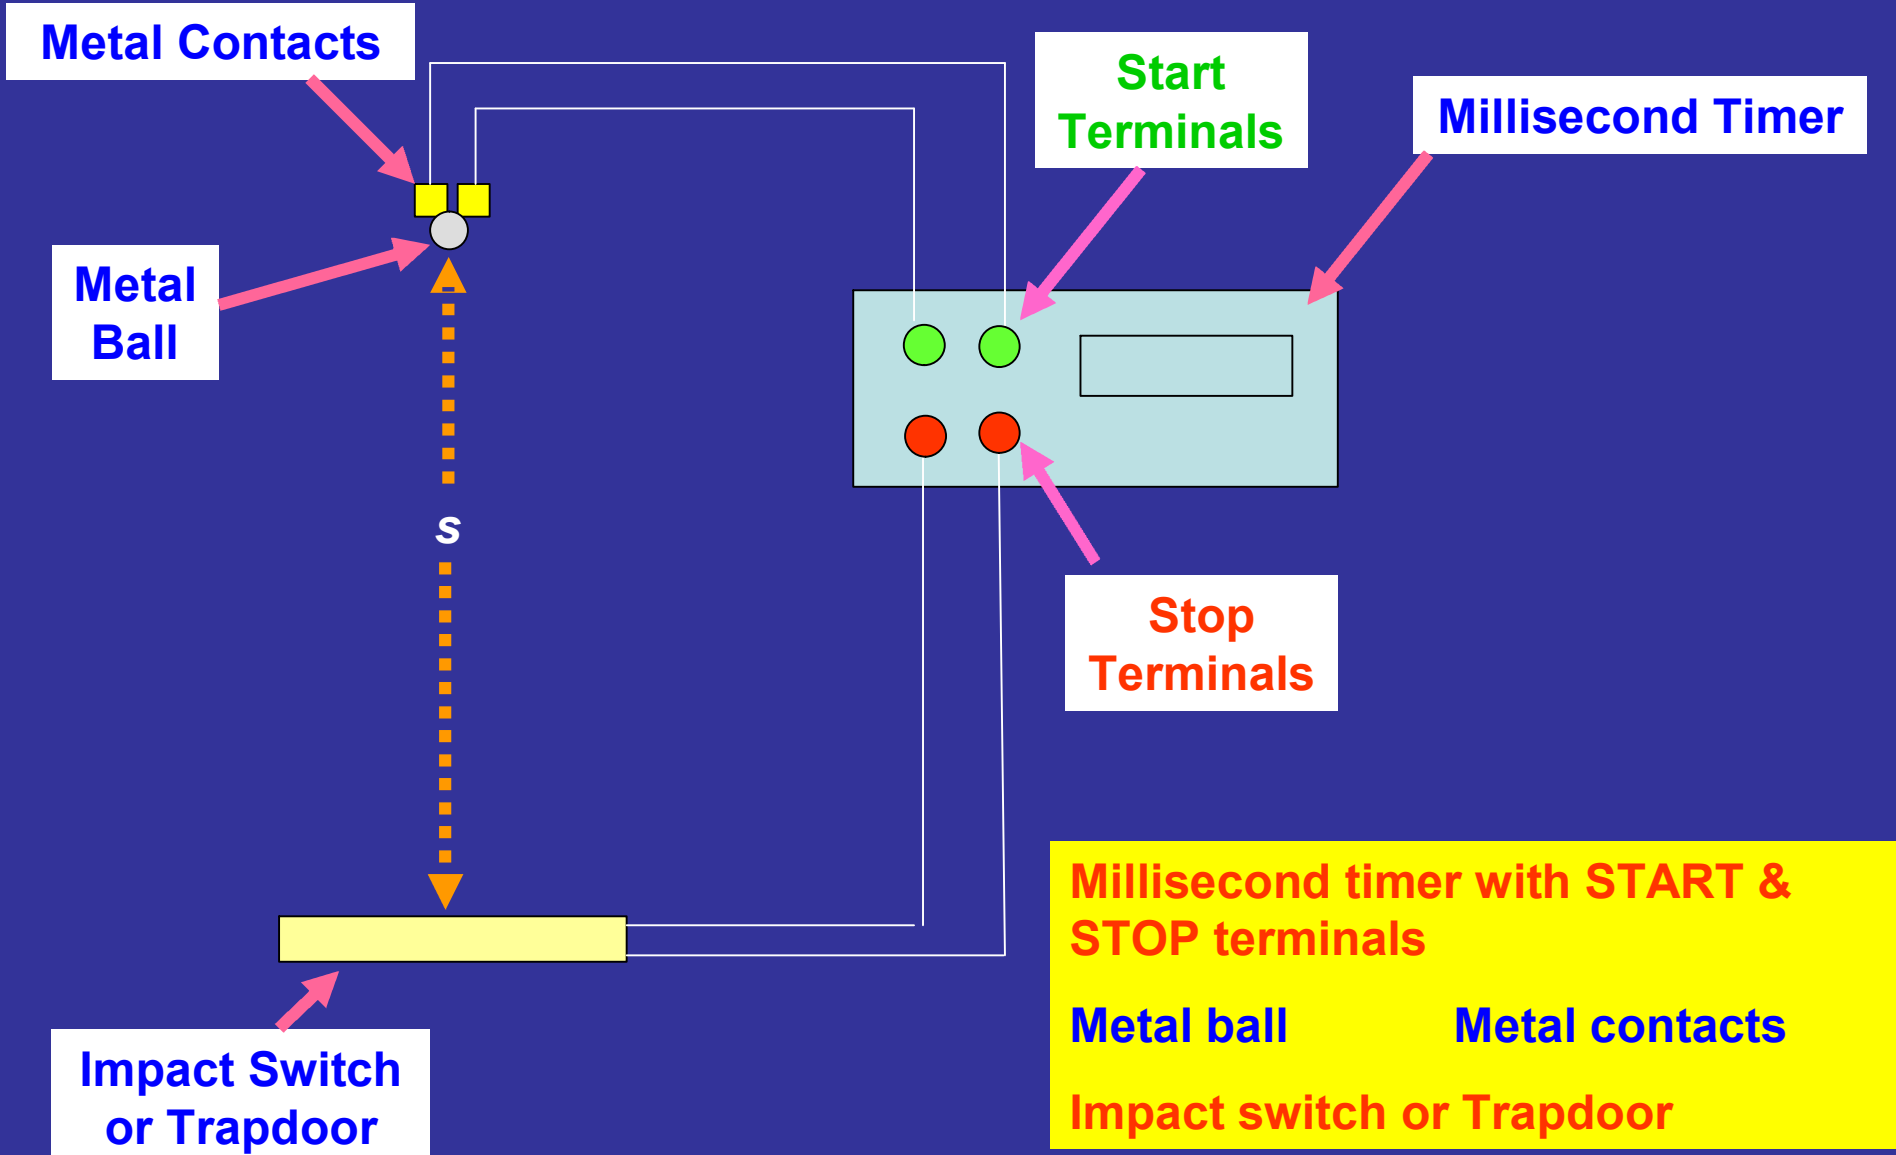 Metal Contacts
Start
Terminals
Millisecond Timer
Metal
Ball
s
Stop
Terminals
Impact Switch
or Trapdoor
Millisecond timer with START &
STOP terminals
Metal ball Metal contacts
Impact switch or Trapdoor